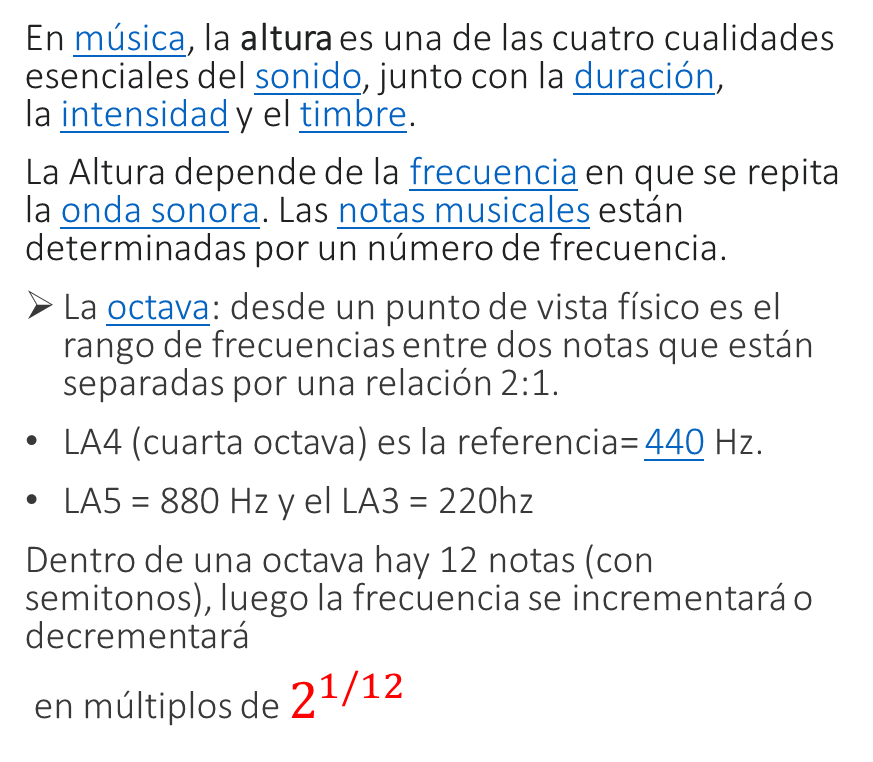 En música, la altura es una de las cuatro cualidades
esenciales del sonido, junto con la duración,
la intensidad y el timbre.
La Altura depende de la frecuencia en que se repita
la onda sonora. Las notas musicales están
determinadas por un número de frecuencia.
➢ La octava: desde un punto de vista físico es el
rango de frecuencias entre dos notas que están
separadas por una relación 2:1.
• LA4 (cuarta octava) es la referencia= 440 Hz.
• LA5 = 880 Hz y el LA3 = 220hz
Dentro de una octava hay 12 notas (con
semitonos), luego la frecuencia se incrementará o
decrementará
en múltiplos de 2^{1/12}